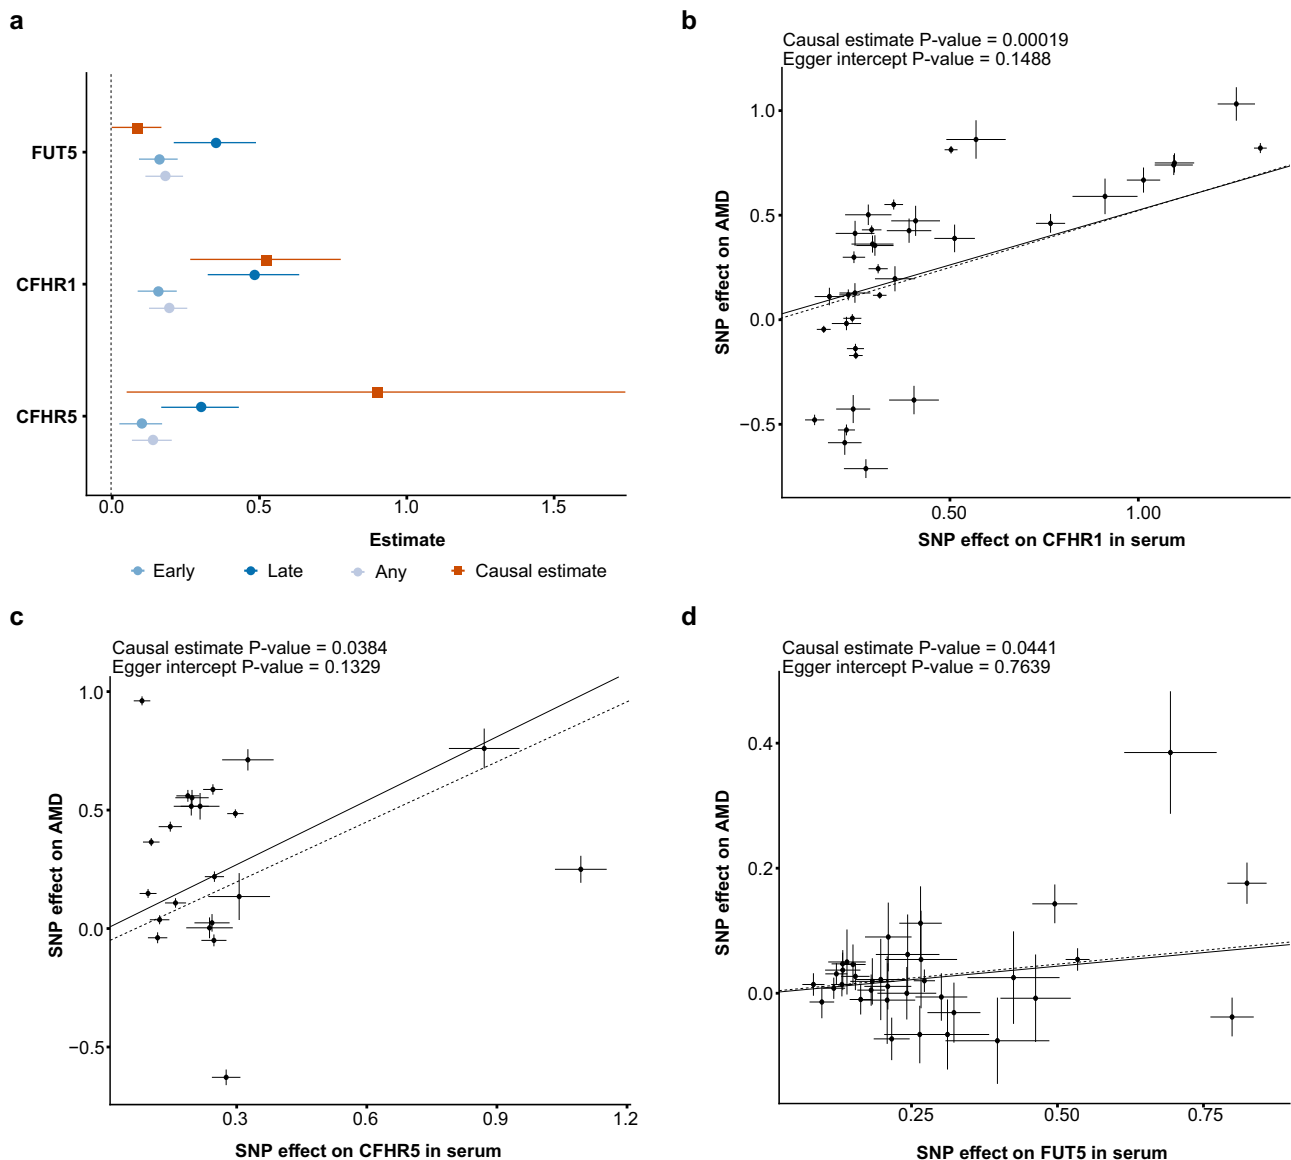 a
FUT5
CFHR1
CFHR5
0.0 0.5 1.0 1.5
Estimate
Early Late Any Causal estimate
b
Causal estimate P-value = 0.00019
Egger intercept P-value = 0.1488
SNP effect on AMD
1.0
0.5
0.0
−0.5
0.50 1.00
SNP effect on CFHR1 in serum
c
Causal estimate P-value = 0.0384
Egger intercept P-value = 0.1329
SNP effect on AMD
1.0
0.5
0.0
−0.5
0.3 0.6 0.9 1.2
SNP effect on CFHR5 in serum
d
Causal estimate P-value = 0.0441
Egger intercept P-value = 0.7639
SNP effect on AMD
0.4
0.2
0.0
0.25 0.50 0.75
SNP effect on FUT5 in serum